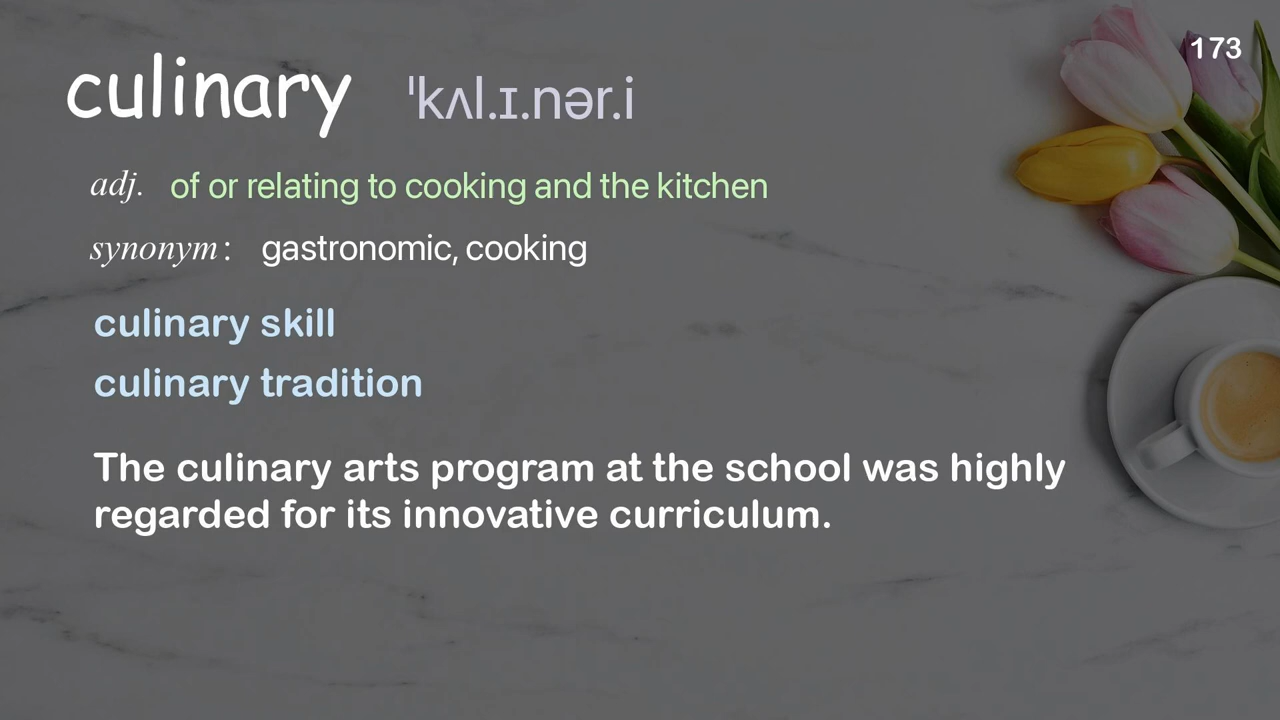 173
culinary ˈkʌl.ɪ.nər.i
adj. of or relating to cooking and the kitchen
synonym: gastronomic, cooking
culinary skill
culinary tradition
The culinary arts program at the school was highly
regarded for its innovative curriculum.